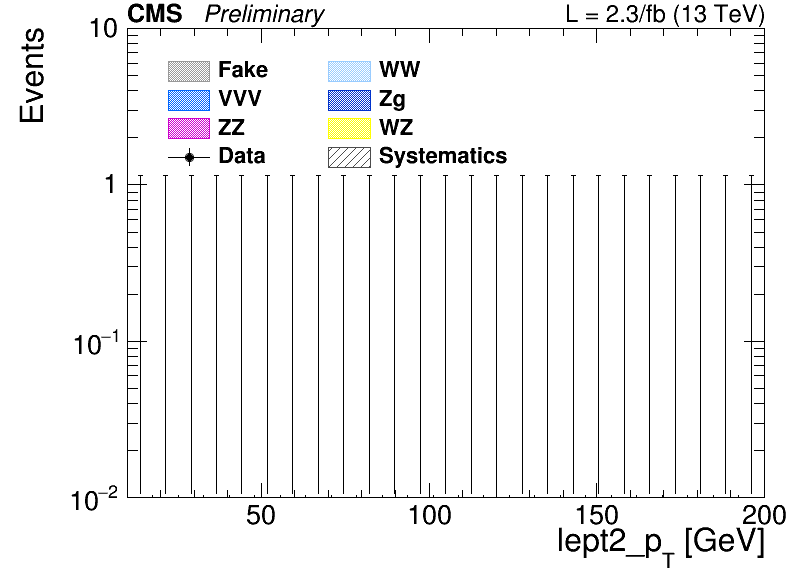 CMS Preliminary L = 2.3/fb (13 TeV)
Events
10
1
10⁻¹
10⁻²
Fake WW
VVV Zg
ZZ WZ
Data Systematics
50 100 150 200
lept2_p_T [GeV]